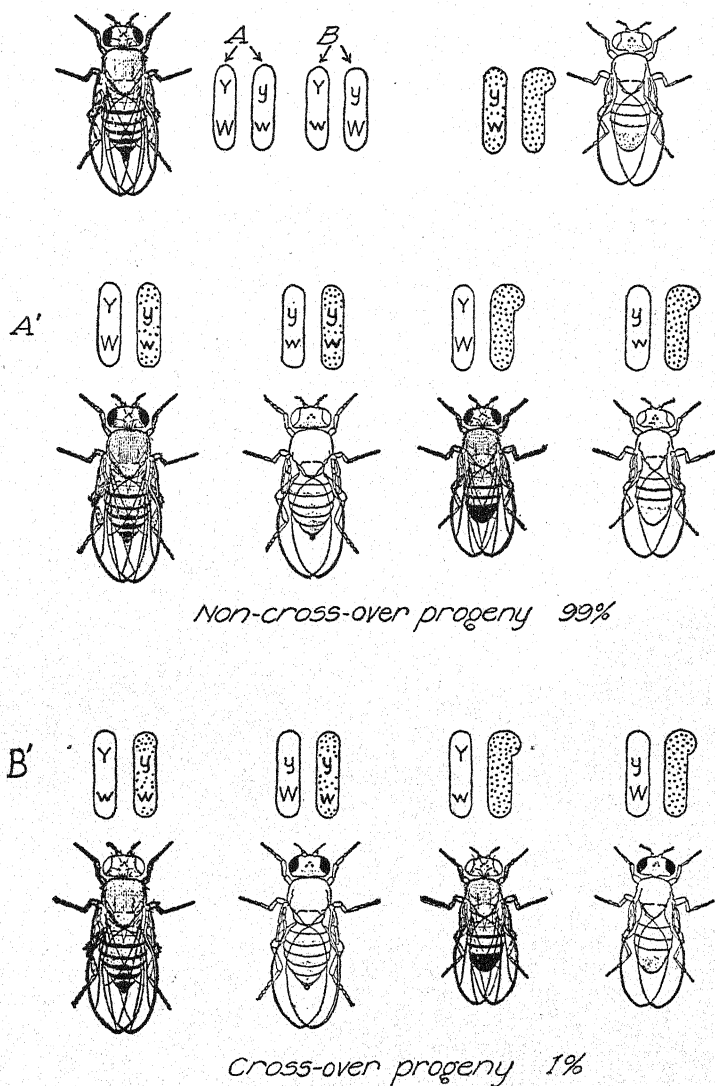 A B
Y y Y y y
W w w W w
A'
Y y y y Y y
W w w w W w
Non-cross-over progeny 99%
B'
Y y y y Y y
w w W w w W
Cross-over progeny 1%